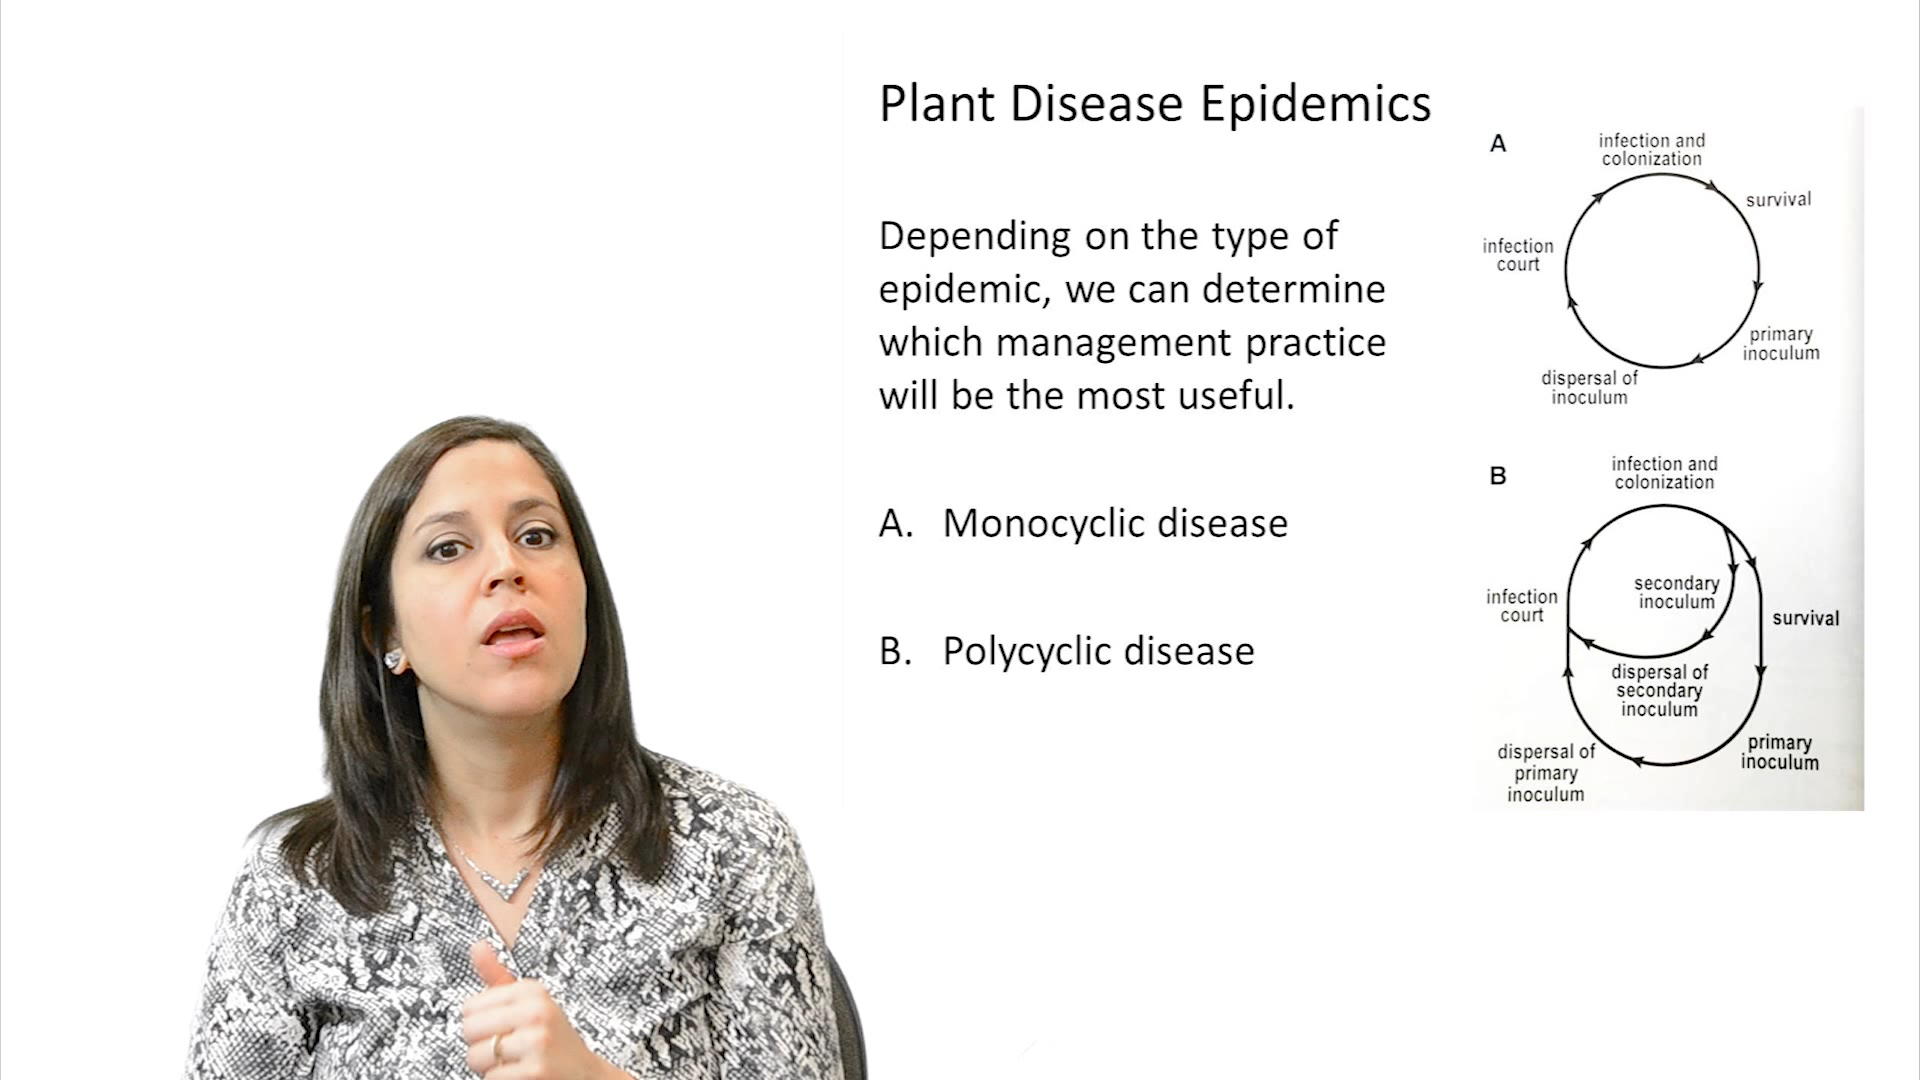 Plant Disease Epidemics
Depending on the type of
epidemic, we can determine
which management practice
will be the most useful.
A. Monocyclic disease
B. Polycyclic disease
A
infection and
colonization
survival
infection
court
primary
inoculum
dispersal of
inoculum
B
infection and
colonization
secondary
inoculum
infection
court
survival
dispersal of
secondary
inoculum
primary
inoculum
dispersal of
primary
inoculum